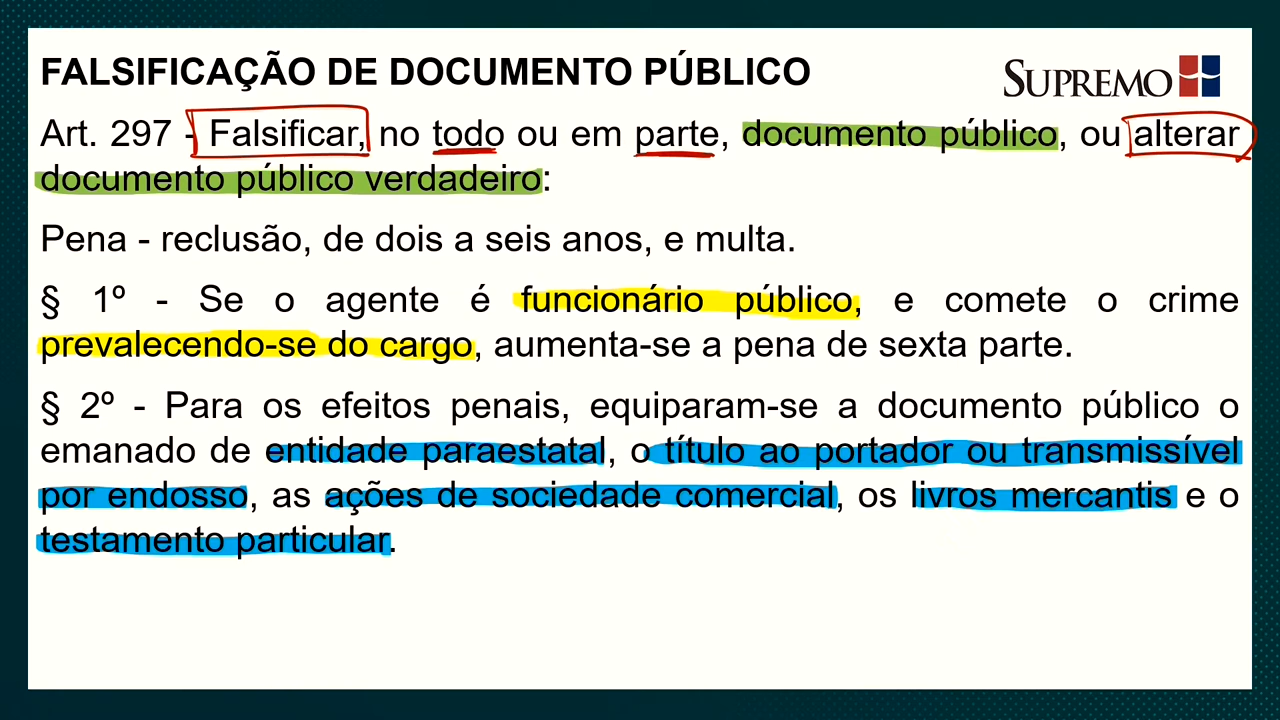 FALSIFICAÇÃO DE DOCUMENTO PÚBLICO
SUPREMO
Art. 297 - Falsificar, no todo ou em parte, documento público, ou alterar
documento público verdadeiro:
Pena - reclusão, de dois a seis anos, e multa.
§ 1º - Se o agente é funcionário público, e comete o crime
prevalecendo-se do cargo, aumenta-se a pena de sexta parte.
§ 2º - Para os efeitos penais, equiparam-se a documento público o
emanado de entidade paraestatal, o título ao portador ou transmissível
por endosso, as ações de sociedade comercial, os livros mercantis e o
testamento particular.